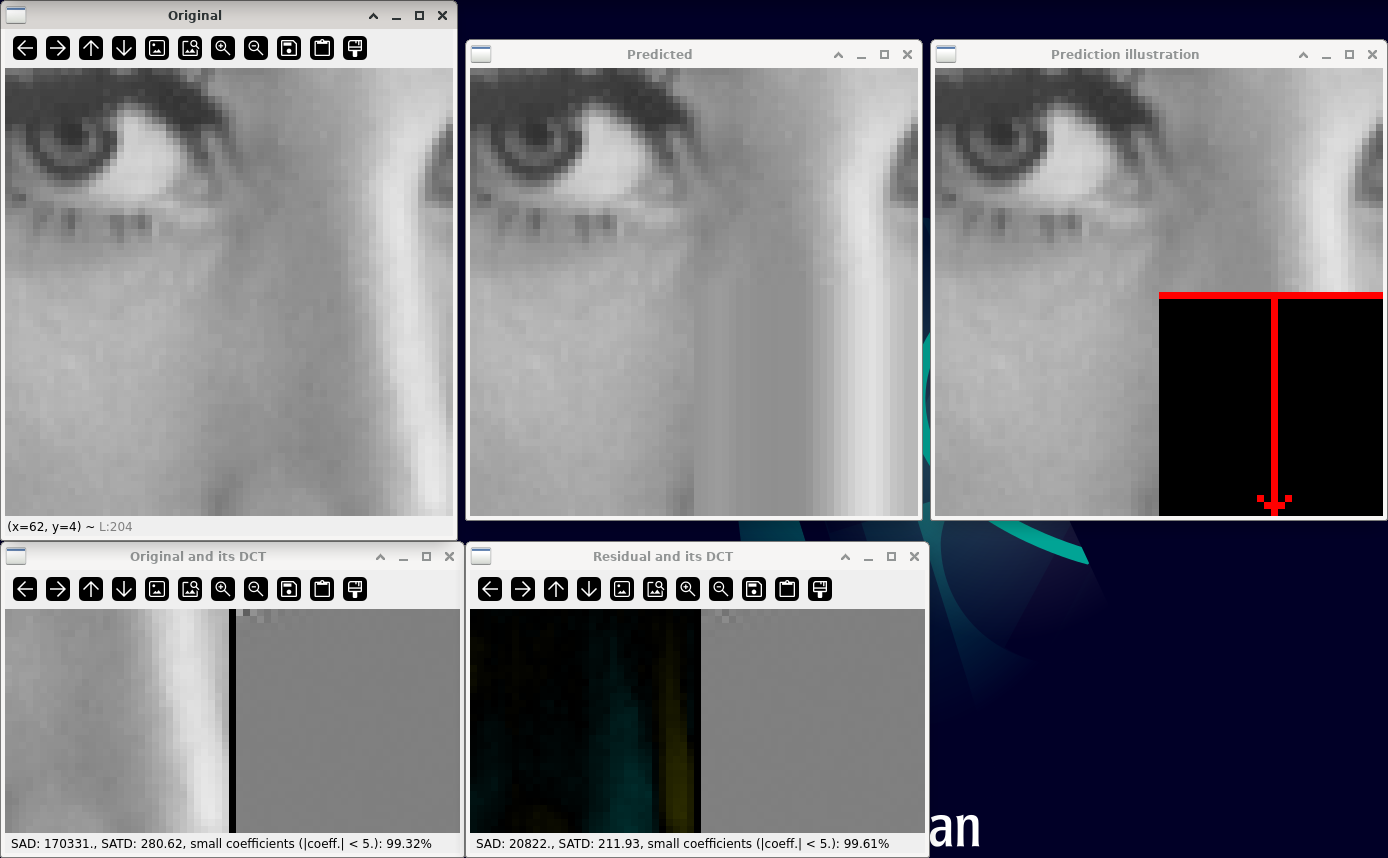 Original
Predicted
Prediction illustration
(x=62, y=4) ~ L:204
Original and its DCT
Residual and its DCT
SAD: 170331., SATD: 280.62, small coefficients (|coeff.| < 5.): 99.32%
SAD: 20822., SATD: 211.93, small coefficients (|coeff.| < 5.): 99.61%
an